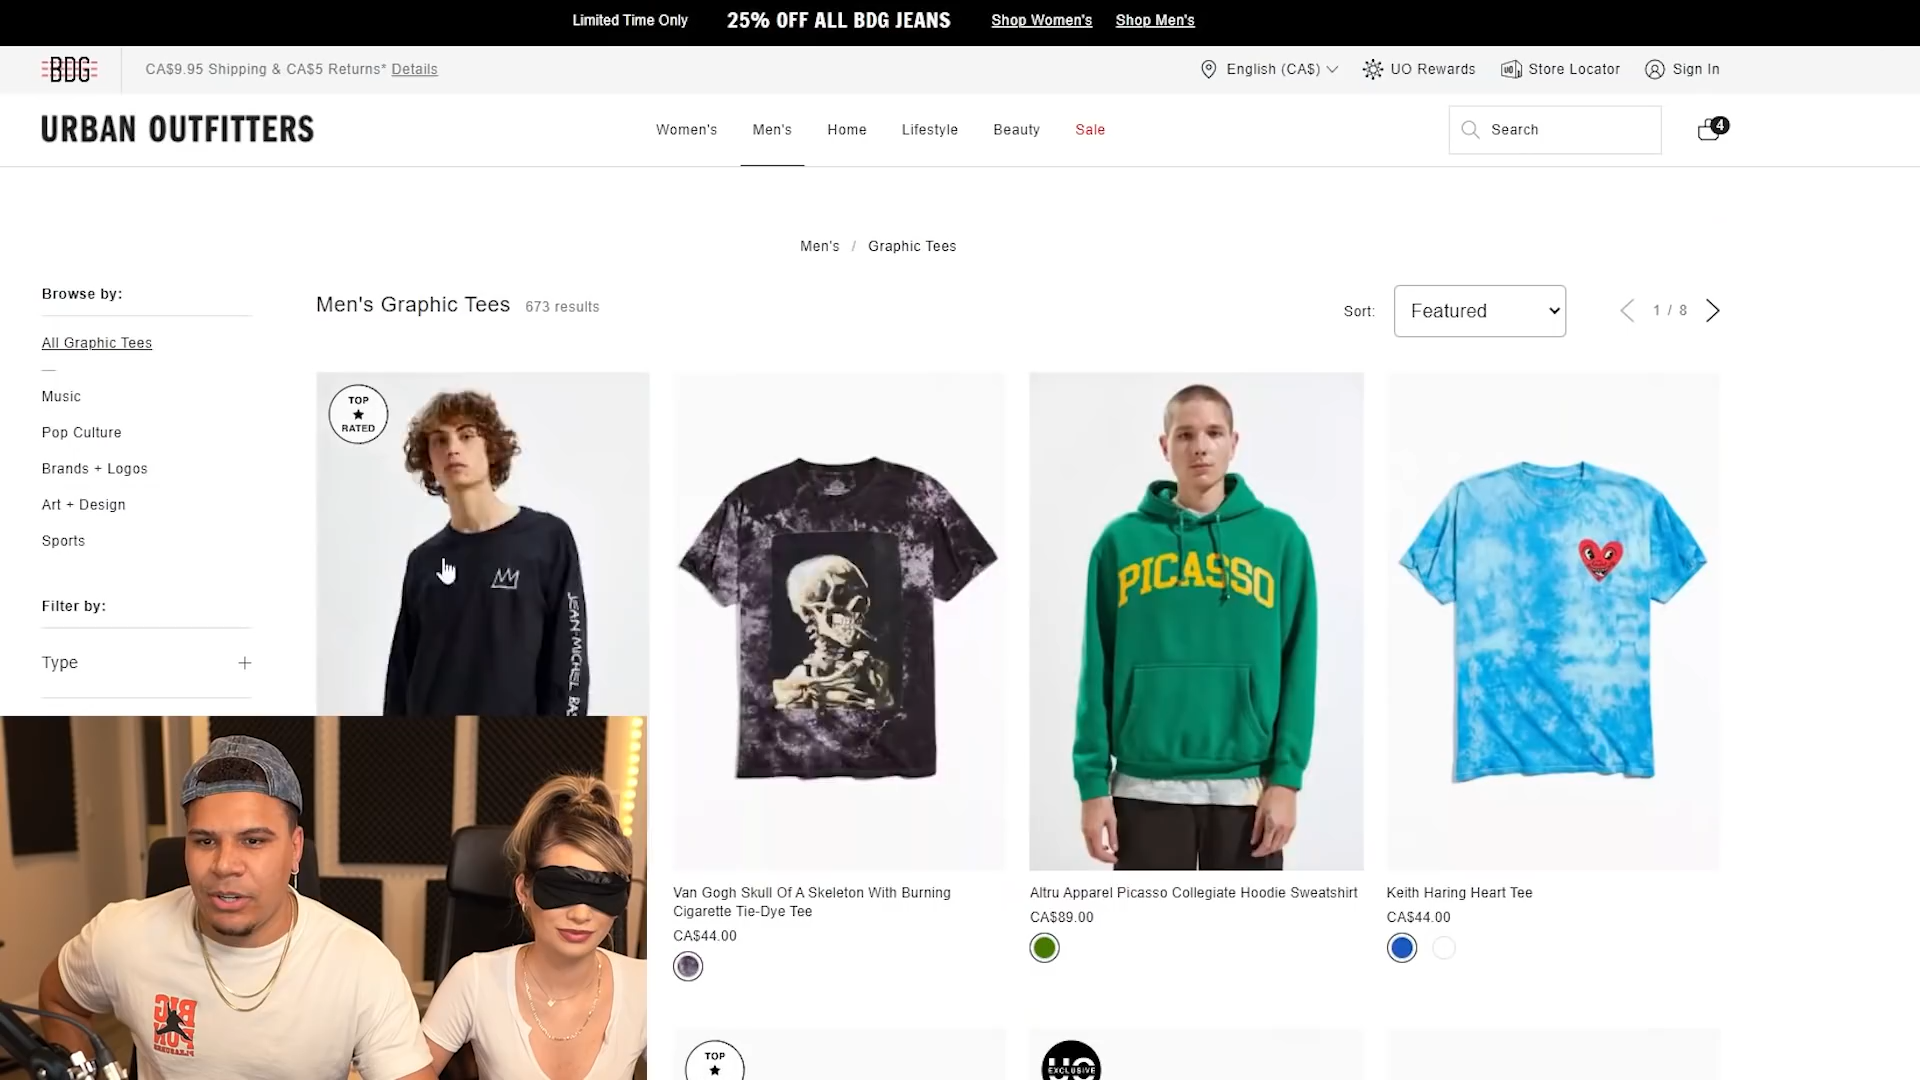 Limited Time Only 25% OFF ALL BDG JEANS Shop Women's Shop Men's
BDG CA$9.95 Shipping & CA$5 Returns* Details English (CA$) UO Rewards Store Locator Sign In
URBAN OUTFITTERS Women's Men's Home Lifestyle Beauty Sale Search 4
Men's / Graphic Tees
Browse by:
Men's Graphic Tees 673 results
Sort: Featured 1 / 8
All Graphic Tees
Music
Pop Culture
Brands + Logos
Art + Design
Sports
Filter by:
Type
TOP
RATED
JEAN-MICHEL BAS
PICASSO
Van Gogh Skull Of A Skeleton With Burning
Cigarette Tie-Dye Tee
CA$44.00
Altru Apparel Picasso Collegiate Hoodie Sweatshirt
CA$89.00
Keith Haring Heart Tee
CA$44.00
TOP
UO
EXCLUSIVE
BIG
PUN
PLEASURES